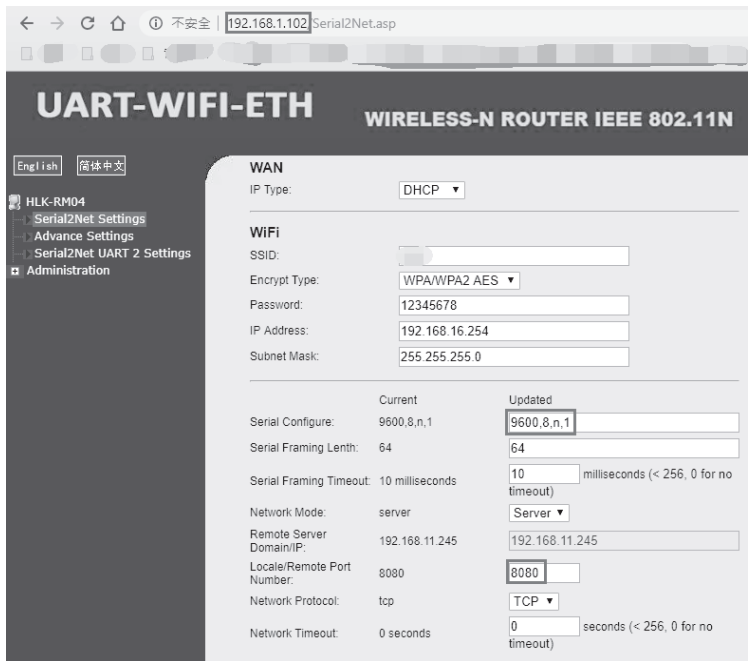 不安全 | 192.168.1.102/Serial2Net.asp
UART-WIFI-ETH
WIRELESS-N ROUTER IEEE 802.11N
English 简体中文
HLK-RM04
Serial2Net Settings
Advance Settings
Serial2Net UART 2 Settings
Administration
WAN
IP Type: DHCP
WiFi
SSID:
Encrypt Type: WPA/WPA2 AES
Password: 12345678
IP Address: 192.168.16.254
Subnet Mask: 255.255.255.0
Current Updated
Serial Configure: 9600,8,n,1 9600,8,n,1
Serial Framing Lenth: 64 64
Serial Framing Timeout: 10 milliseconds 10 milliseconds (< 256, 0 for no
timeout)
Network Mode: server Server
Remote Server
Domain/IP: 192.168.11.245 192.168.11.245
Locale/Remote Port
Number: 8080 8080
Network Protocol: tcp TCP
Network Timeout: 0 seconds 0 seconds (< 256, 0 for no
timeout)